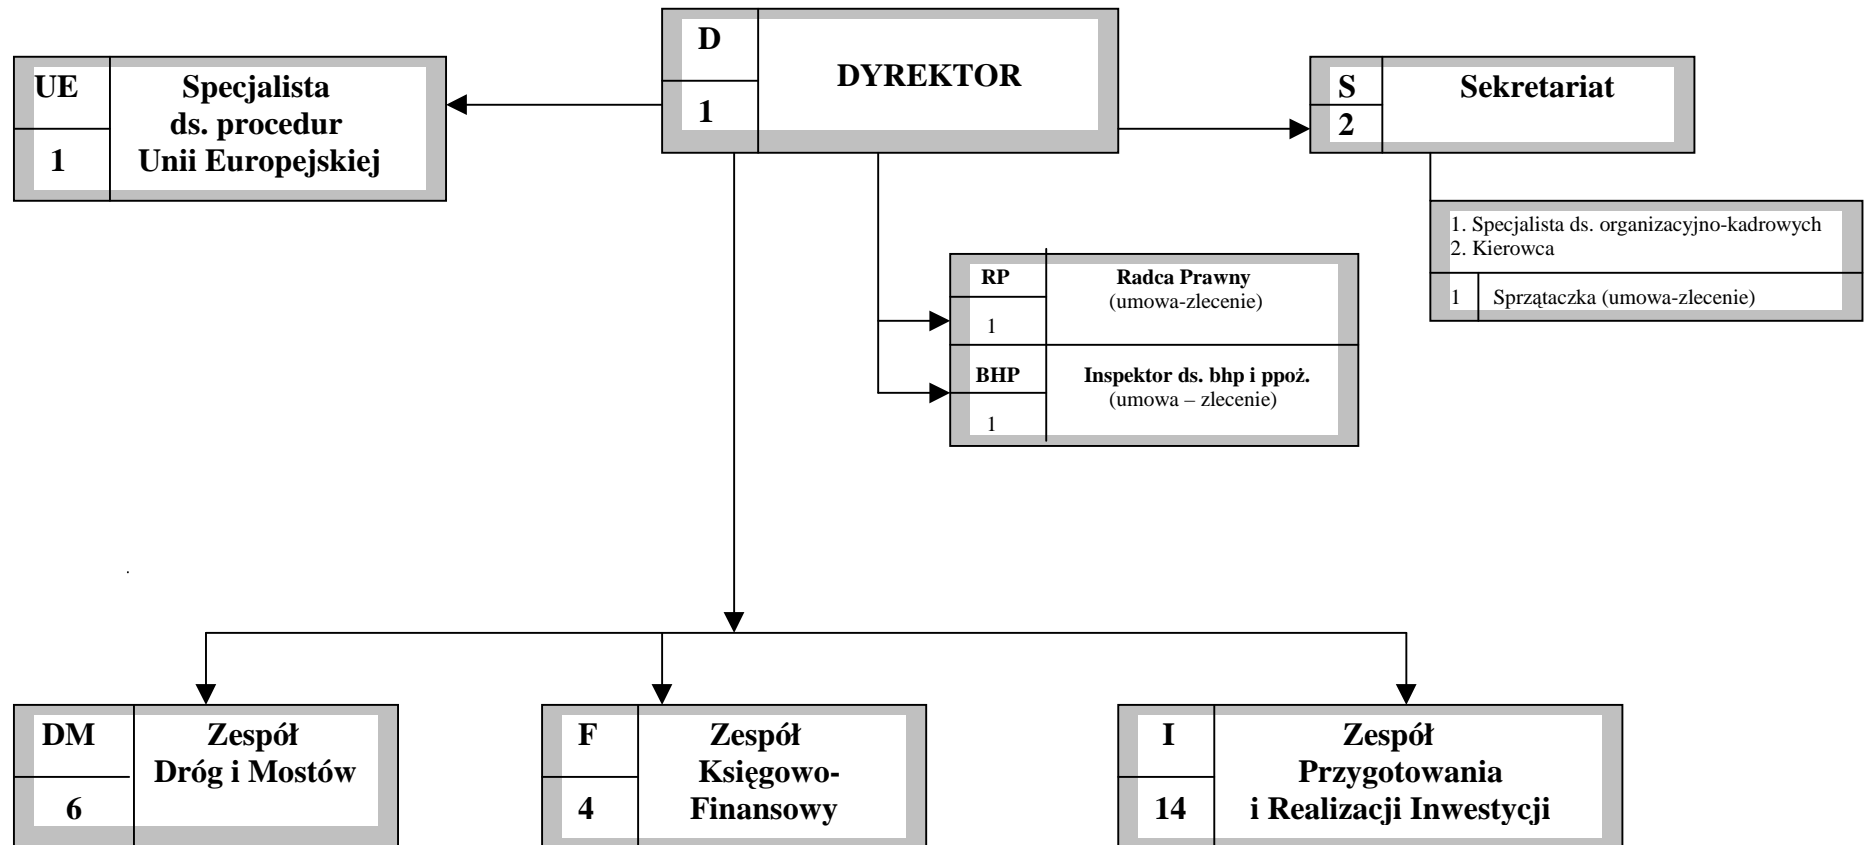 D
DYREKTOR
1
UE
Specjalista
ds. procedur
Unii Europejskiej
1
S
Sekretariat
2
1. Specjalista ds. organizacyjno-kadrowych
2. Kierowca
1 Sprzątaczka (umowa-zlecenie)
RP
Radca Prawny
(umowa-zlecenie)
1
BHP
Inspektor ds. bhp i ppoż.
(umowa – zlecenie)
1
.
DM
Zespół
Dróg i Mostów
6
F
Zespół
Księgowo-
Finansowy
4
I
Zespół
Przygotowania
i Realizacji Inwestycji
14